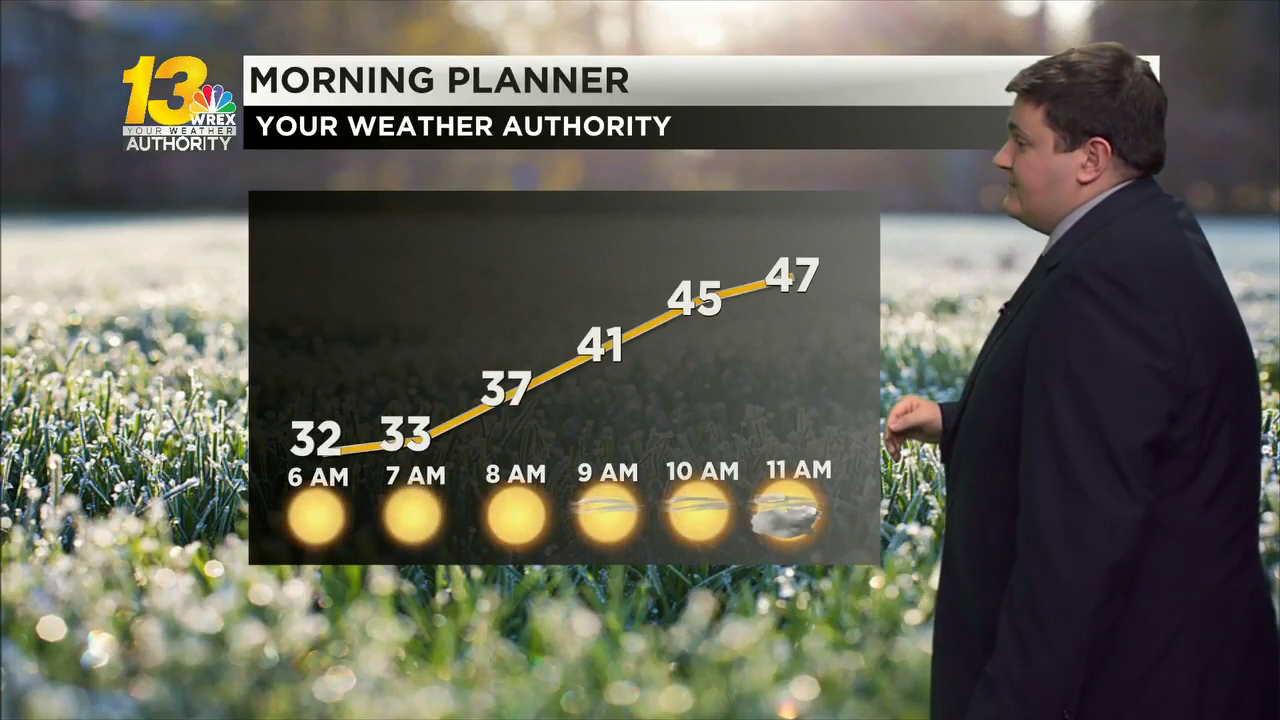 13
WREX
YOUR WEATHER
AUTHORITY
MORNING PLANNER
YOUR WEATHER AUTHORITY
32 33 37 41 45 47
6 AM 7 AM 8 AM 9 AM 10 AM 11 AM